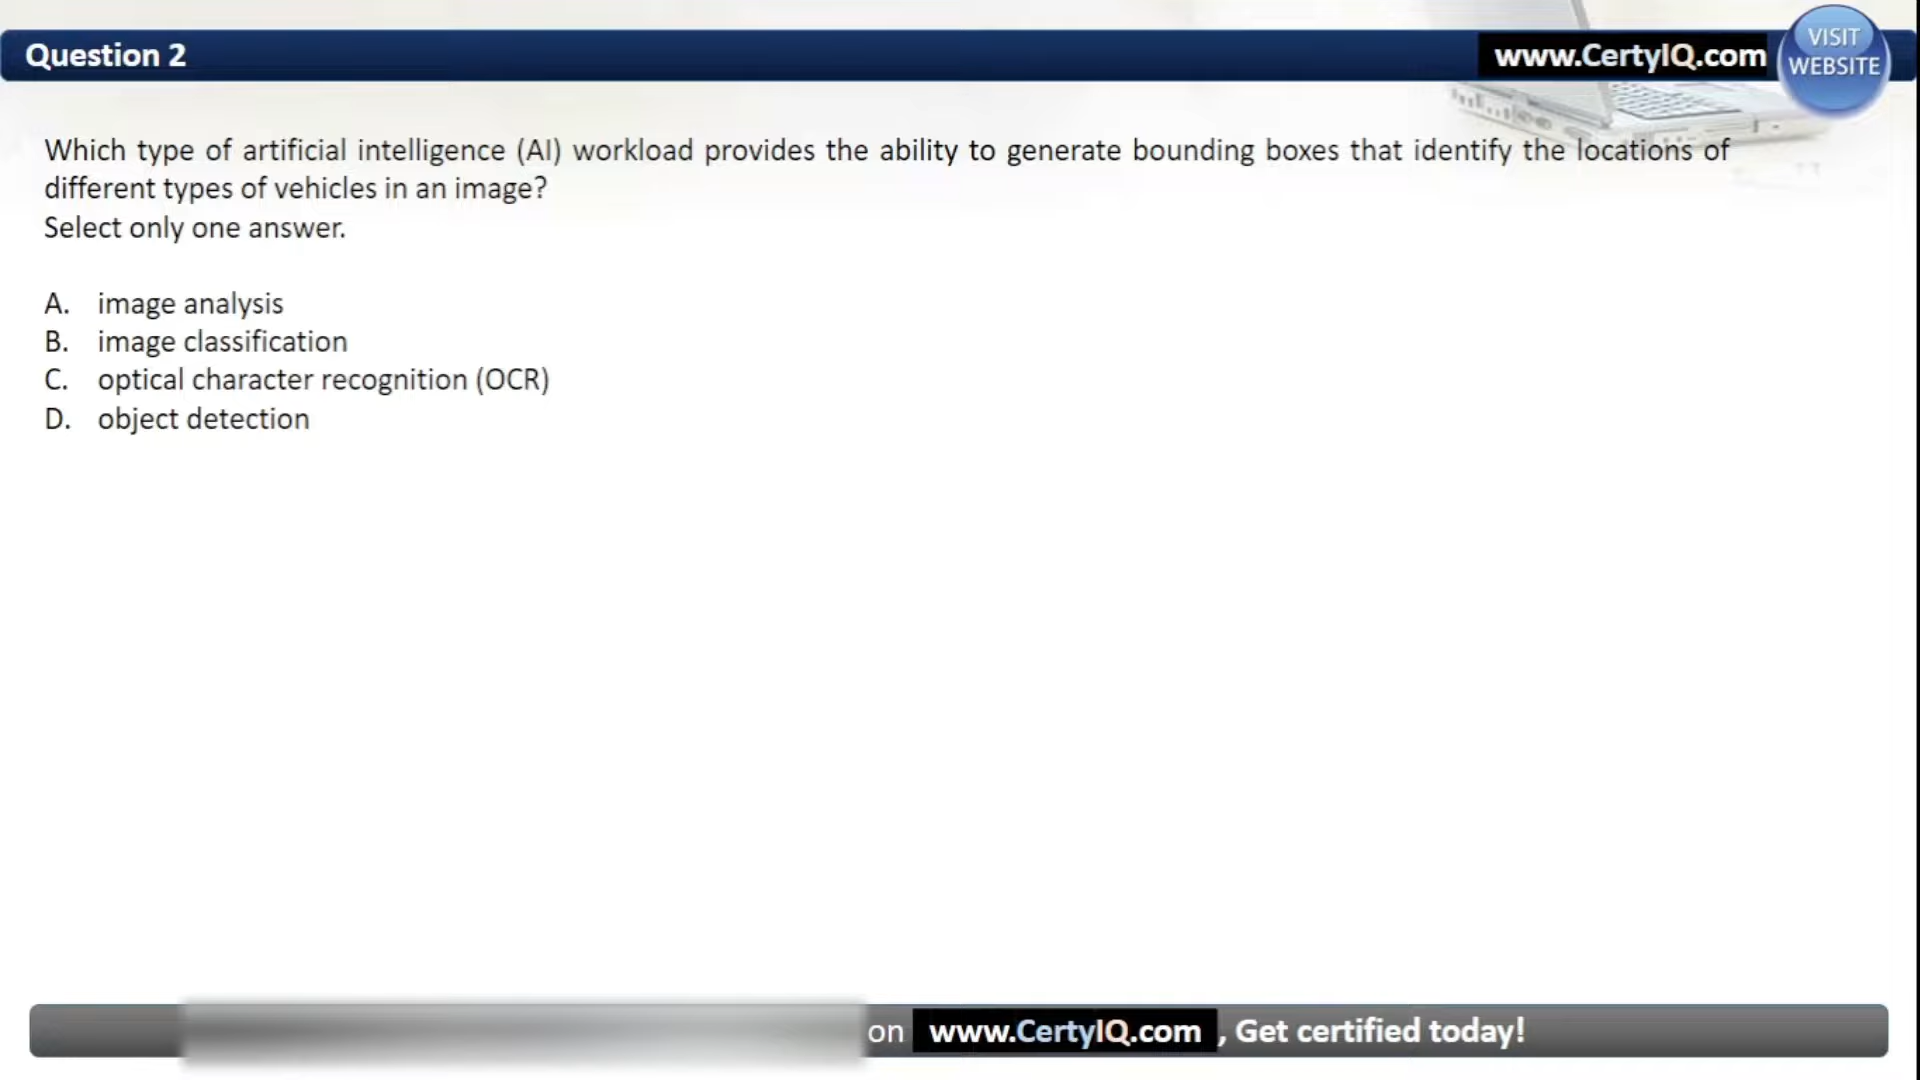 Question 2
www.CertyIQ.com
VISIT
WEBSITE
Which type of artificial intelligence (AI) workload provides the ability to generate bounding boxes that identify the locations of
different types of vehicles in an image?
Select only one answer.
A. image analysis
B. image classification
C. optical character recognition (OCR)
D. object detection
on www.CertyIQ.com , Get certified today!